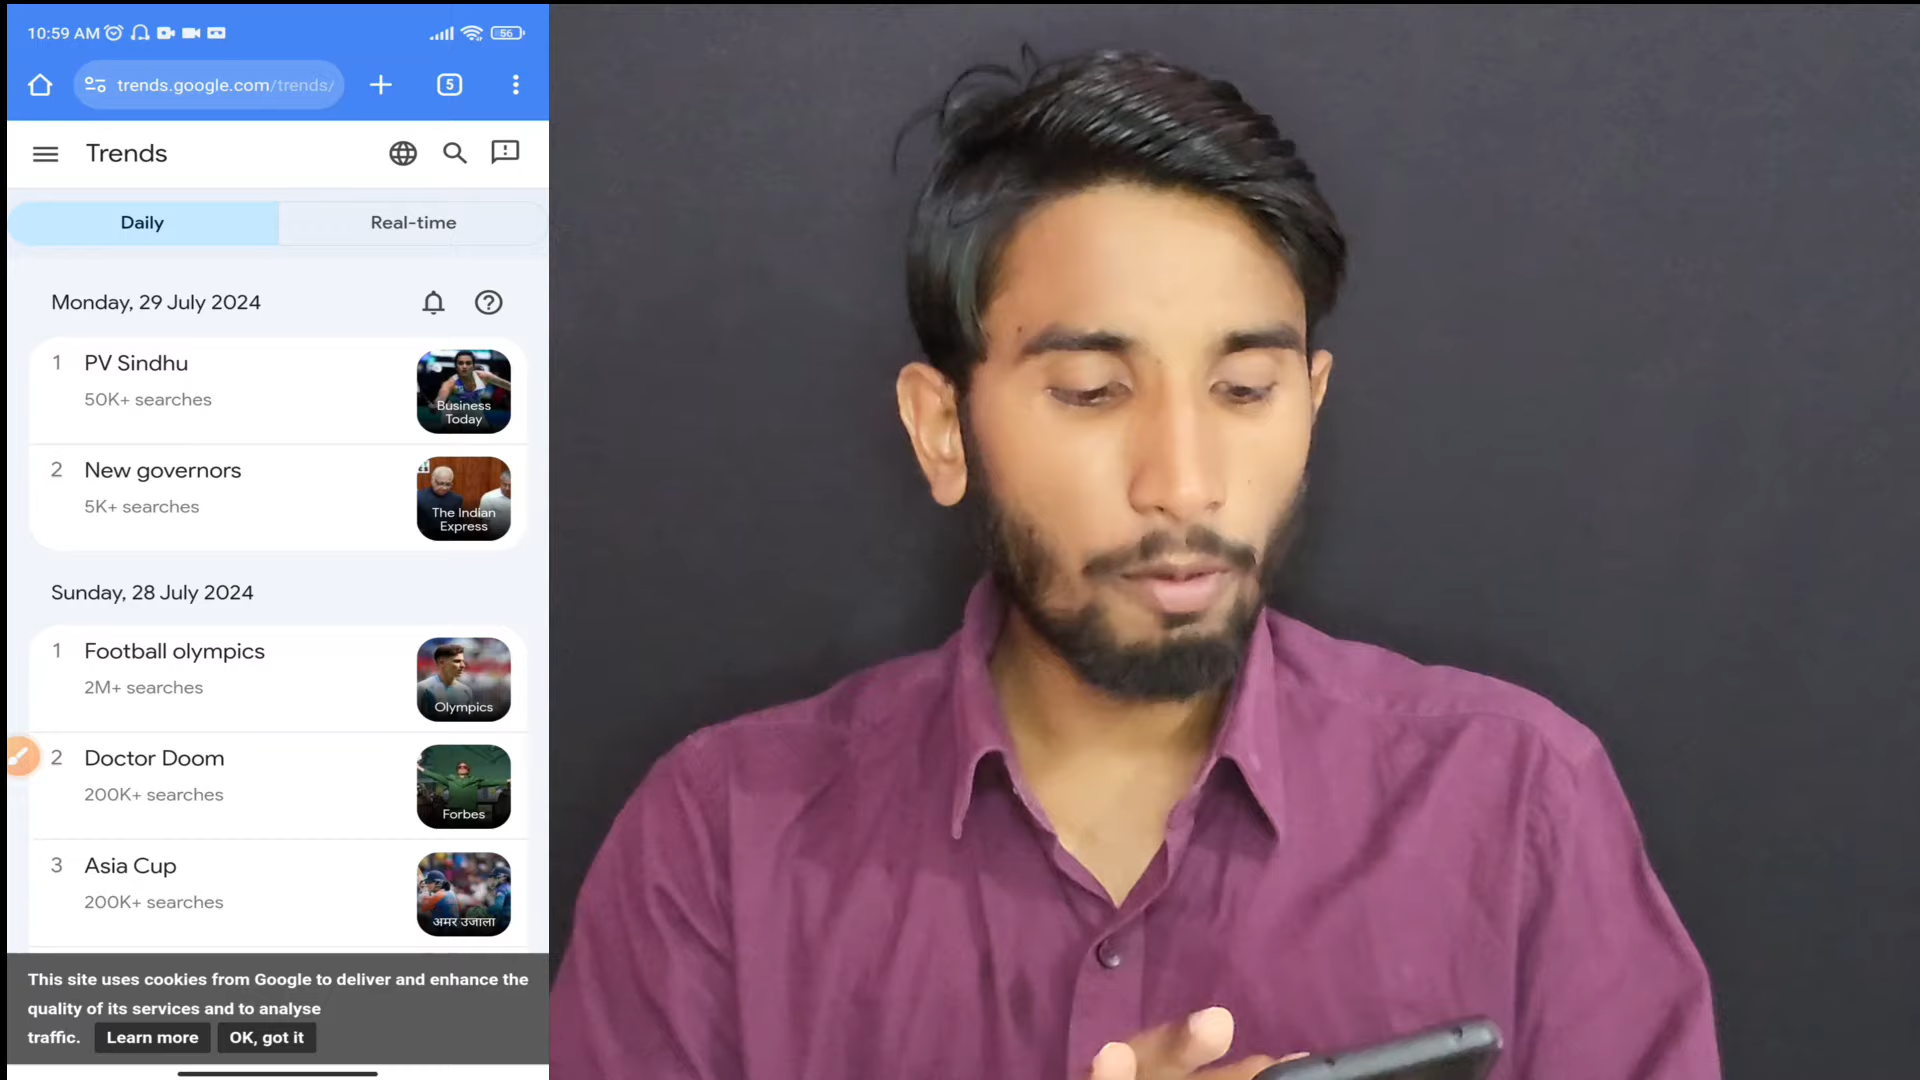 10:59 AM
56
trends.google.com/trends/
5
Trends
Daily
Real-time
Monday, 29 July 2024
1 PV Sindhu
50K+ searches
Business
Today
2 New governors
5K+ searches
The Indian
Express
Sunday, 28 July 2024
1 Football olympics
2M+ searches
Olympics
2 Doctor Doom
200K+ searches
Forbes
3 Asia Cup
200K+ searches
अमर उजाला
This site uses cookies from Google to deliver and enhance the
quality of its services and to analyse
traffic. Learn more OK, got it